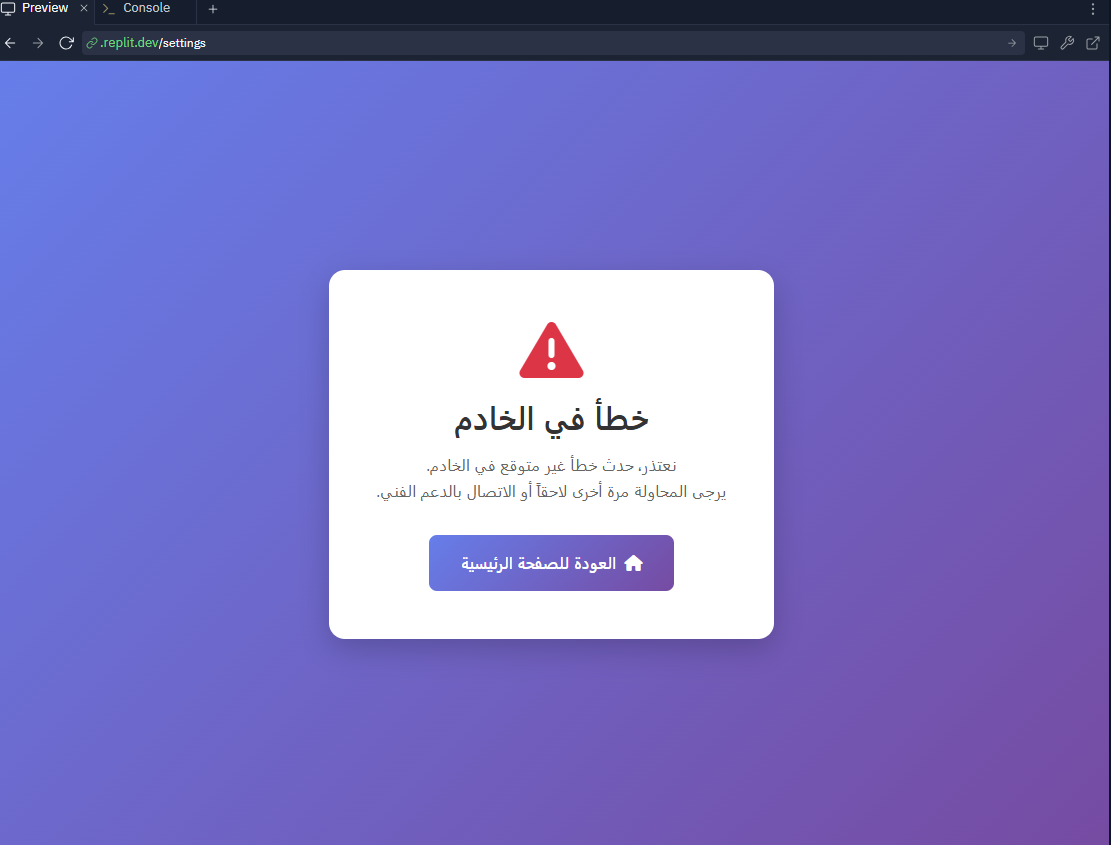 Preview
Console
.replit.dev/settings
خطأ في الخادم
نعتذر، حدث خطأ غير متوقع في الخادم.
يرجى المحاولة مرة أخرى لاحقاً أو الاتصال بالدعم الفني.
العودة للصفحة الرئيسية